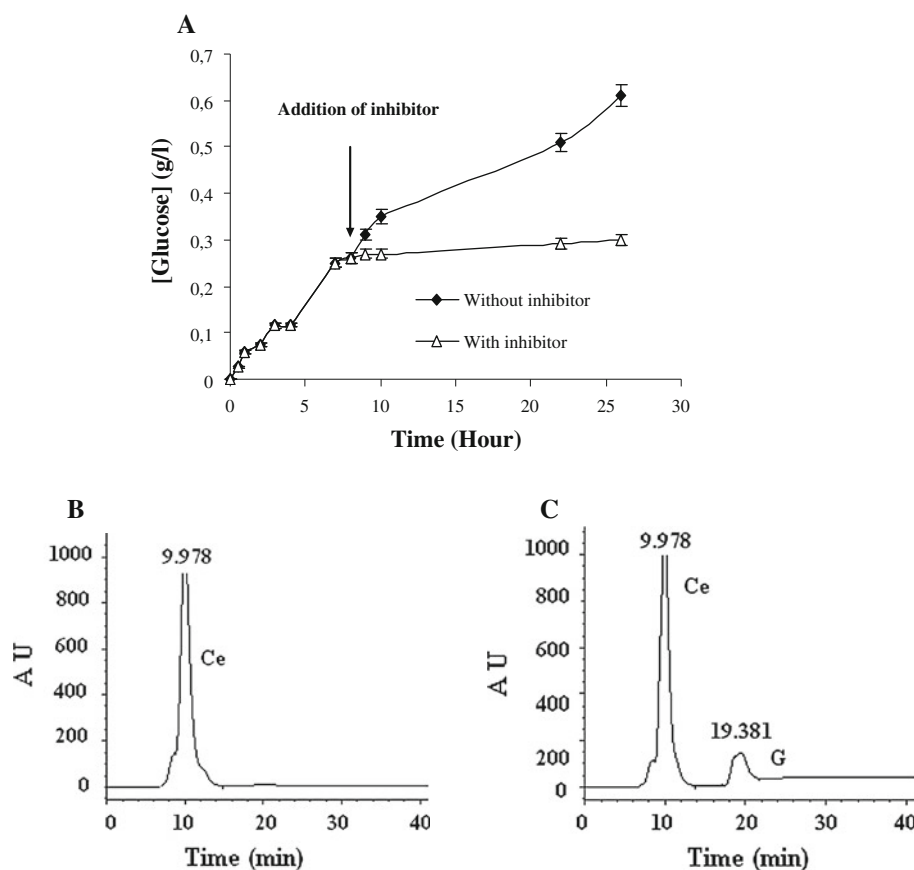 A
0,7
0,6
0,5
0,4
0,3
0,2
0,1
0
[Glucose] (g/l)
Addition of inhibitor
Without inhibitor
With inhibitor
0 5 10 15 20 25 30
Time (Hour)
B
1000
800
600
400
200
0
A U
9.978
Ce
0 10 20 30 40
Time (min)
C
1000
800
600
400
200
0
A U
9.978
Ce
19.381
G
0 10 20 30 40
Time (min)